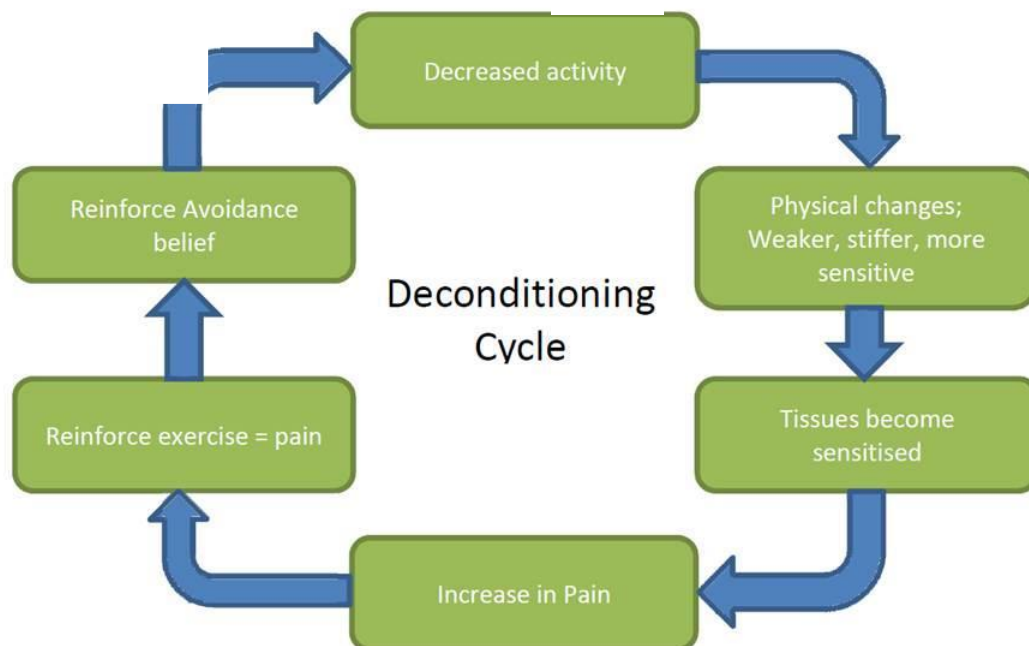 Decreased activity
Physical changes;
Weaker, stiffer, more
sensitive
Tissues become
sensitised
Increase in Pain
Reinforce exercise = pain
Reinforce Avoidance
belief
Deconditioning
Cycle